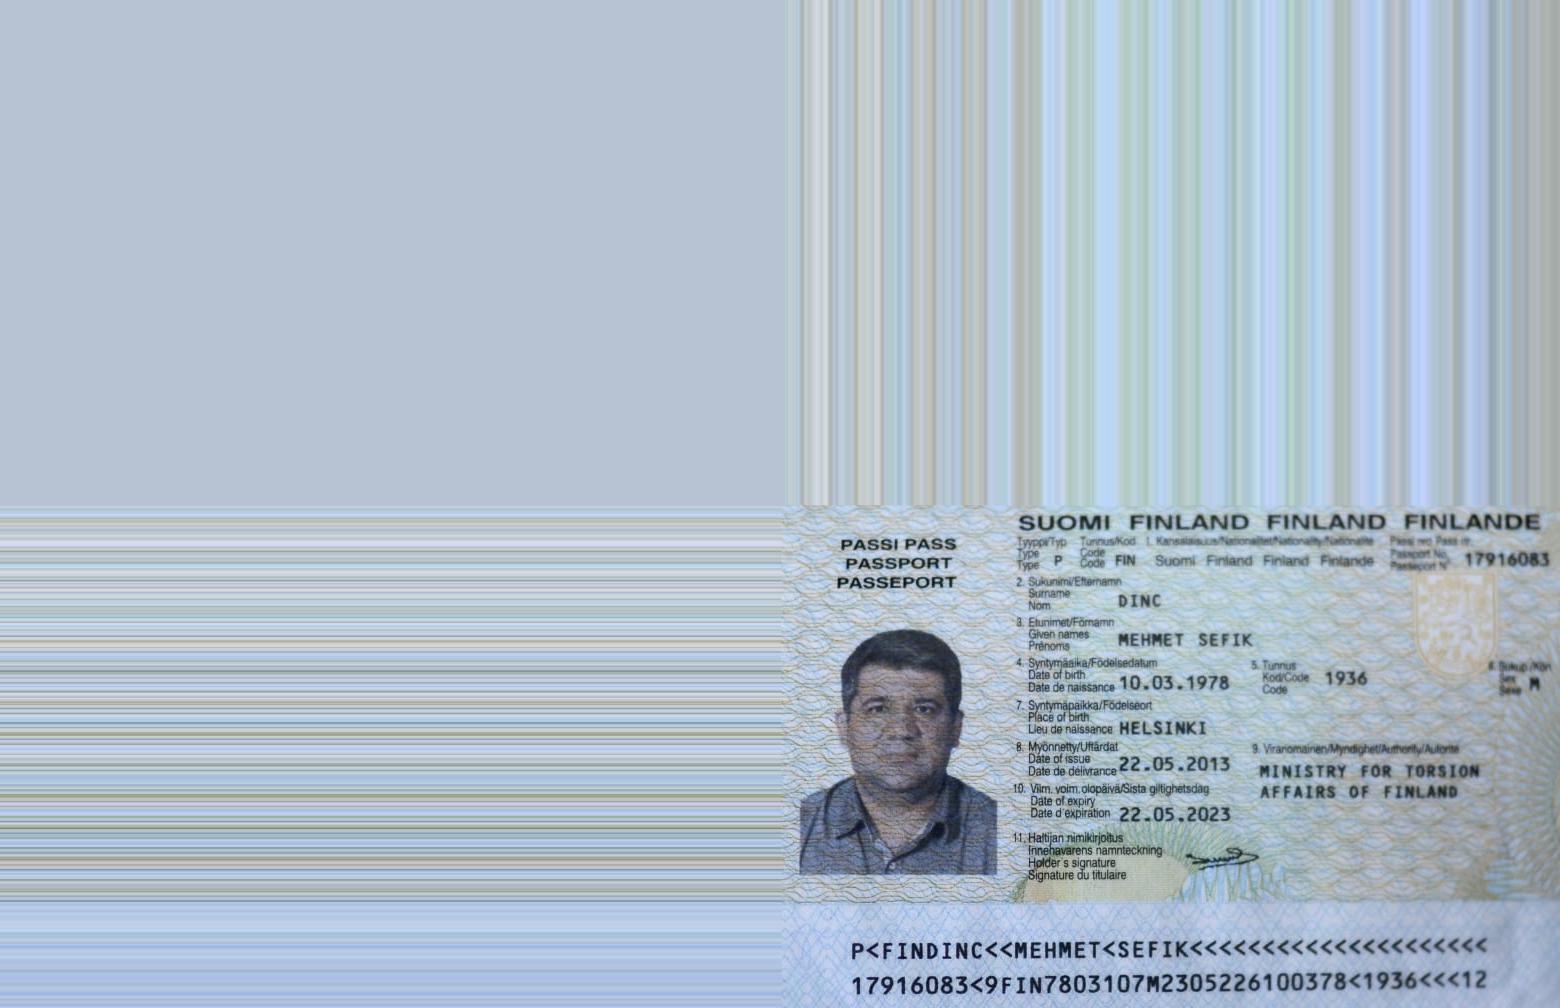 SUOMI FINLAND FINLAND FINLANDE
PASSI PASS
PASSPORT
PASSEPORT
Tyyppi/Typ Tunnus/Kod 1. Kansalaisuus/Nationalitet/Nationality/Nationalité Passi nro Pass nr.
Type Code Passport No.
Type P Code FIN Suomi Finland Finland Finlande Passeport N° 17916083
2. Sukunimi/Efternamn
Surname
Nom DINC
3. Etunimet/Förnamn
Given names
Prénoms MEHMET SEFIK
4. Syntymäaika/Födelsedatum 5. Tunnus 6. Sukup./Kön
Date of birth Kod/Code Sex
Date de naissance 10.03.1978 Code 1936 Sexe M
7. Syntymäpaikka/Födelseort
Place of birth
Lieu de naissance HELSINKI
8. Myönnetty/Utfärdat 9. Viranomainen/Myndighet/Authority/Autorité
Date of issue
Date de délivrance 22.05.2013 MINISTRY FOR TORSION
AFFAIRS OF FINLAND
10. Viim. voim.olopäivä/Sista giltighetsdag
Date of expiry
Date d'expiration 22.05.2023
11. Haltijan nimikirjoitus
Innehavarens namnteckning
Holder's signature
Signature du titulaire
P<FINDINC<<MEHMET<SEFIK<<<<<<<<<<<<<<<<<<<<<
17916083<9FIN7803107M2305226100378<1936<<<12